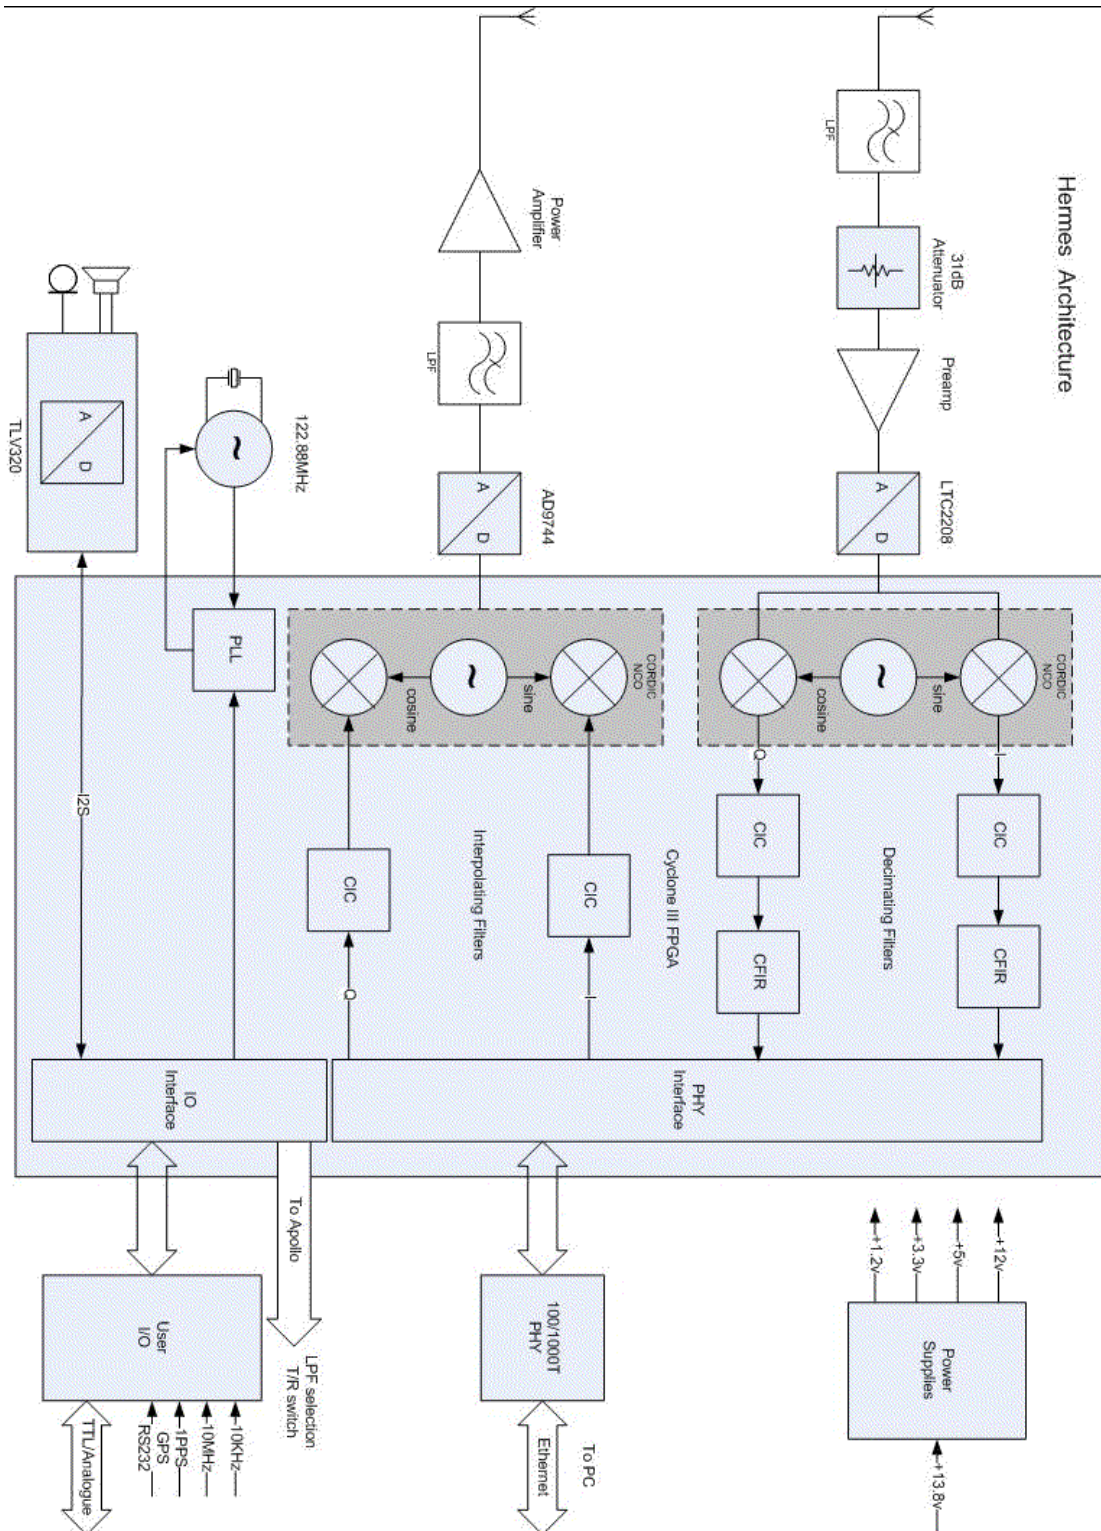 Hermes Architecture
LPF
31dB
Attenuator
Preamp
LTC2208
A
D
CORDIC
NCO
sine
cosine
I
Q
CIC
CFIR
CIC
CFIR
Decimating Filters
Cyclone III FPGA
Power
Amplifier
LPF
AD9744
A
D
CORDIC
NCO
sine
cosine
CIC
I
CIC
Q
Interpolating Filters
PHY
Interface
122.88MHz
PLL
TLV320
A
D
I2S
IO
Interface
To Apollo
LPF selection
T/R switch
User
I/O
10KHz
10MHz
1PPS
GPS
RS232
TTL/Analogue
100/1000T
PHY
To PC
Ethernet
+12v
+5v
+3.3v
+1.2v
Power
Supplies
+13.8v